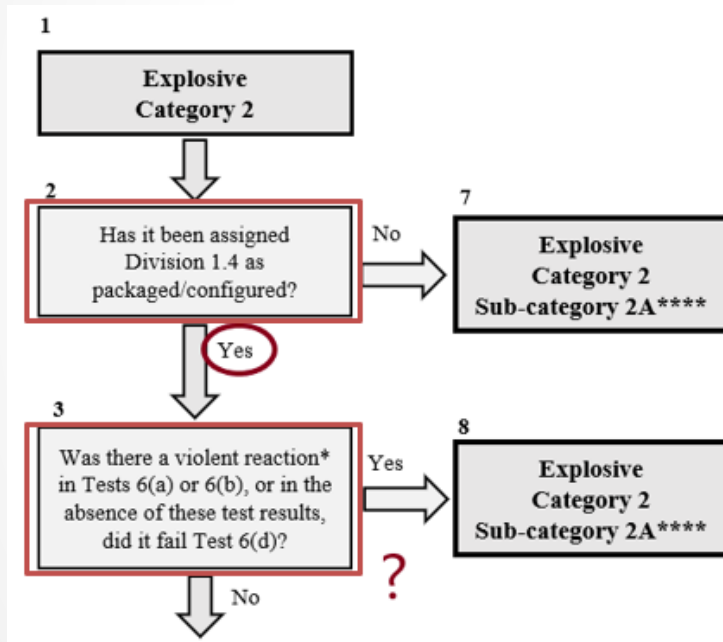 1
Explosive
Category 2
2
Has it been assigned
Division 1.4 as
packaged/configured?
No
7
Explosive
Category 2
Sub-category 2A****
Yes
3
Was there a violent reaction*
in Tests 6(a) or 6(b), or in the
absence of these test results,
did it fail Test 6(d)?
Yes
8
Explosive
Category 2
Sub-category 2A****
?
No